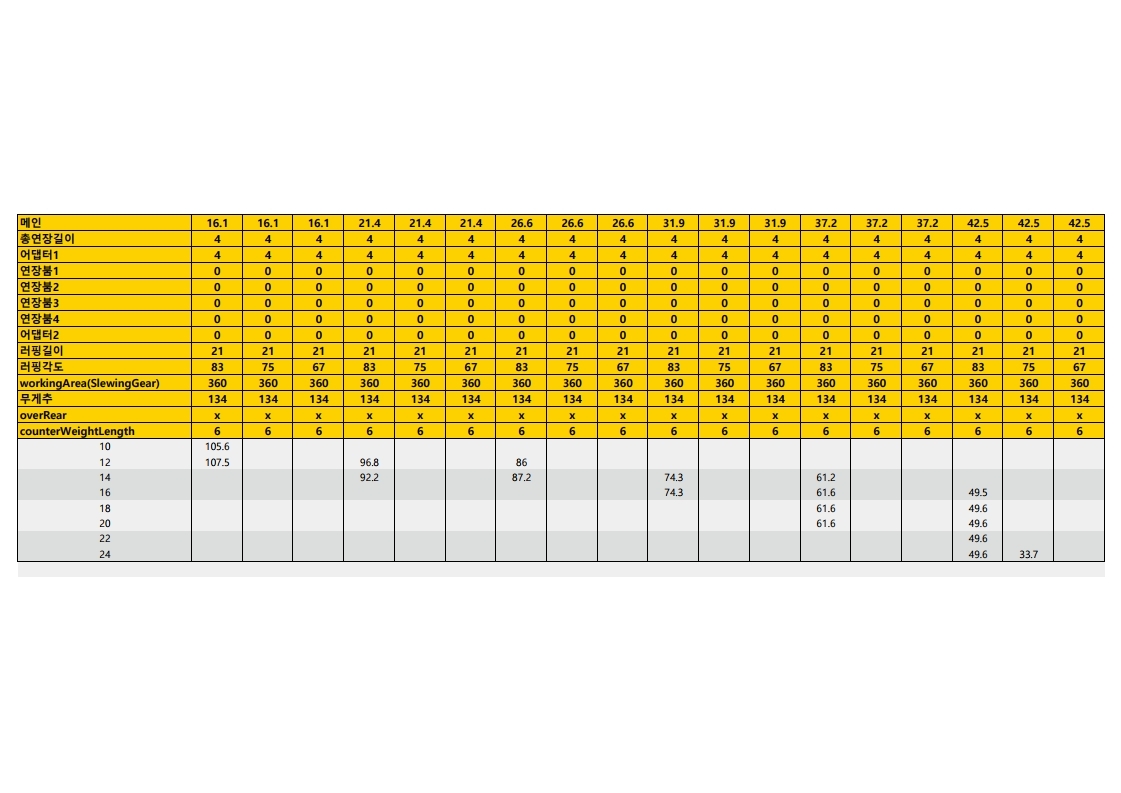 메인 16.1 16.1 16.1 21.4 21.4 21.4 26.6 26.6 26.6 31.9 31.9 31.9 37.2 37.2 37.2 42.5 42.5 42.5
총연장길이 4 4 4 4 4 4 4 4 4 4 4 4 4 4 4 4 4 4
어댑터1 4 4 4 4 4 4 4 4 4 4 4 4 4 4 4 4 4 4
연장붐1 0 0 0 0 0 0 0 0 0 0 0 0 0 0 0 0 0 0
연장붐2 0 0 0 0 0 0 0 0 0 0 0 0 0 0 0 0 0 0
연장붐3 0 0 0 0 0 0 0 0 0 0 0 0 0 0 0 0 0 0
연장붐4 0 0 0 0 0 0 0 0 0 0 0 0 0 0 0 0 0 0
어댑터2 0 0 0 0 0 0 0 0 0 0 0 0 0 0 0 0 0 0
러핑길이 21 21 21 21 21 21 21 21 21 21 21 21 21 21 21 21 21 21
러핑각도 83 75 67 83 75 67 83 75 67 83 75 67 83 75 67 83 75 67
workingArea(SlewingGear) 360 360 360 360 360 360 360 360 360 360 360 360 360 360 360 360 360 360
무게추 134 134 134 134 134 134 134 134 134 134 134 134 134 134 134 134 134 134
overRear x x x x x x x x x x x x x x x x x x
counterWeightLength 6 6 6 6 6 6 6 6 6 6 6 6 6 6 6 6 6 6
10 105.6
12 107.5 96.8 86
14 92.2 87.2 74.3 61.2
16 74.3 61.6 49.5
18 61.6 49.6
20 61.6 49.6
22 49.6
24 49.6 33.7